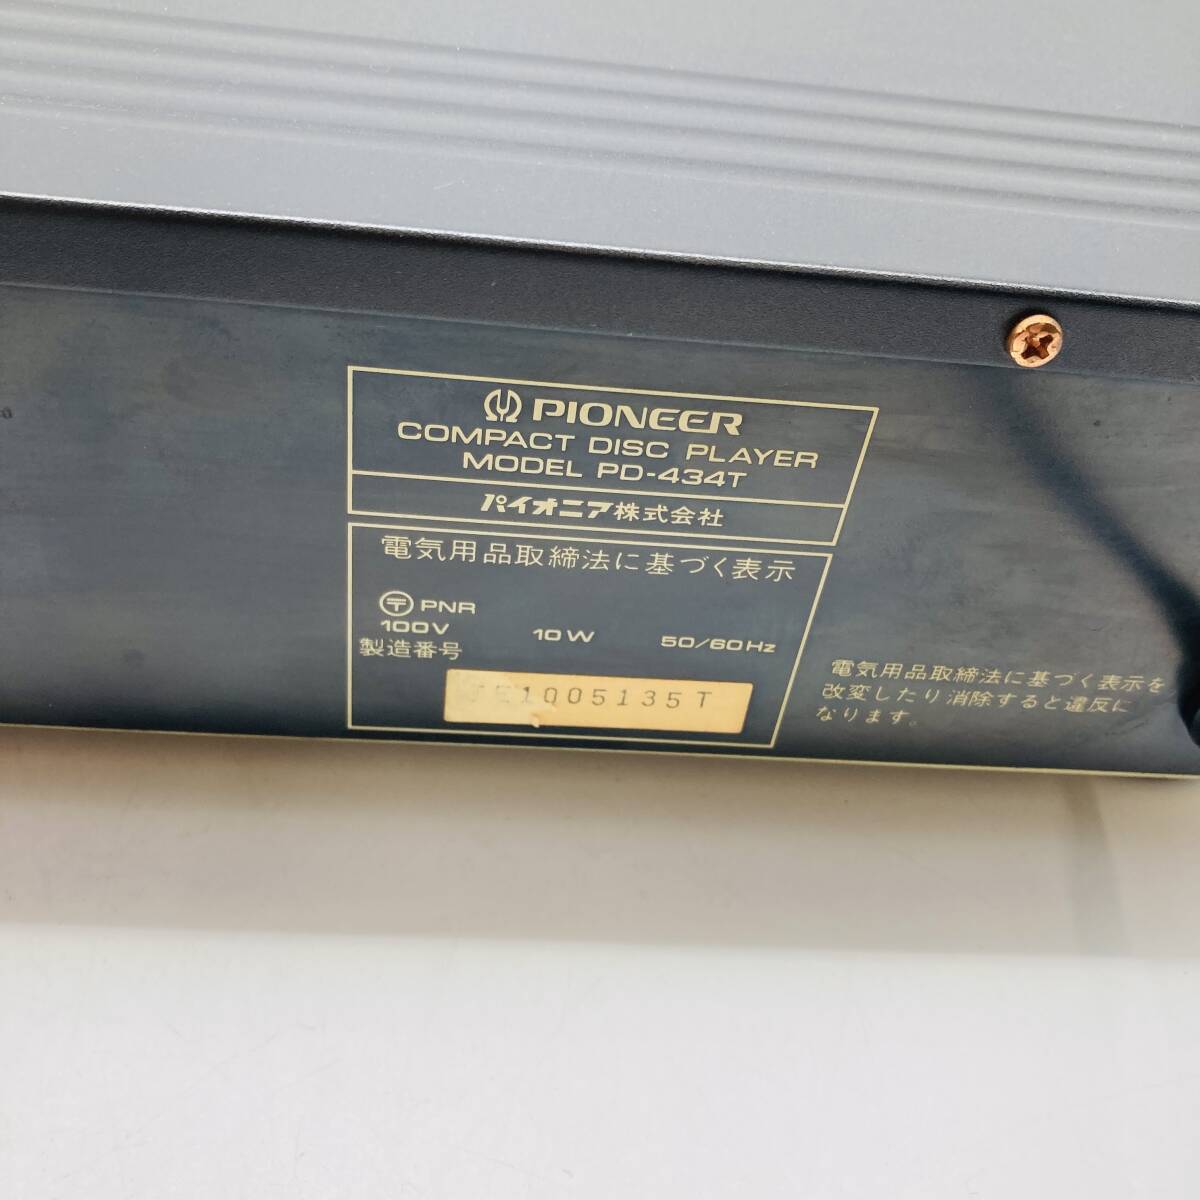 PIONEER
COMPACT DISC PLAYER
MODEL PD-434T
パイオニア株式会社
電気用品取締法に基づく表示
〒 PNR
100V 10W 50/60Hz
製造番号
JE1005135T
電気用品取締法に基づく表示を
改変したり消除すると違反に
なります。